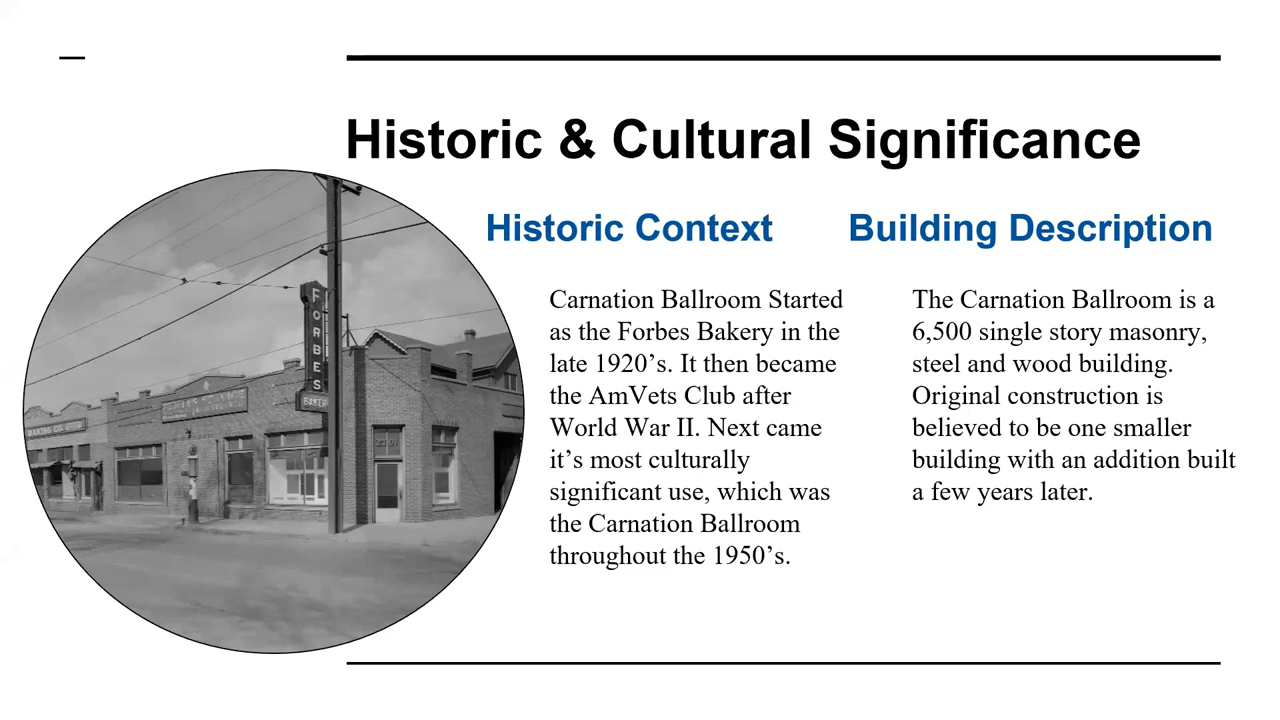 Historic & Cultural Significance
Historic Context
Carnation Ballroom Started
as the Forbes Bakery in the
late 1920’s. It then became
the AmVets Club after
World War II. Next came
it’s most culturally
significant use, which was
the Carnation Ballroom
throughout the 1950’s.
Building Description
The Carnation Ballroom is a
6,500 single story masonry,
steel and wood building.
Original construction is
believed to be one smaller
building with an addition built
a few years later.
FORBES
BAKERY
BAKING CO.